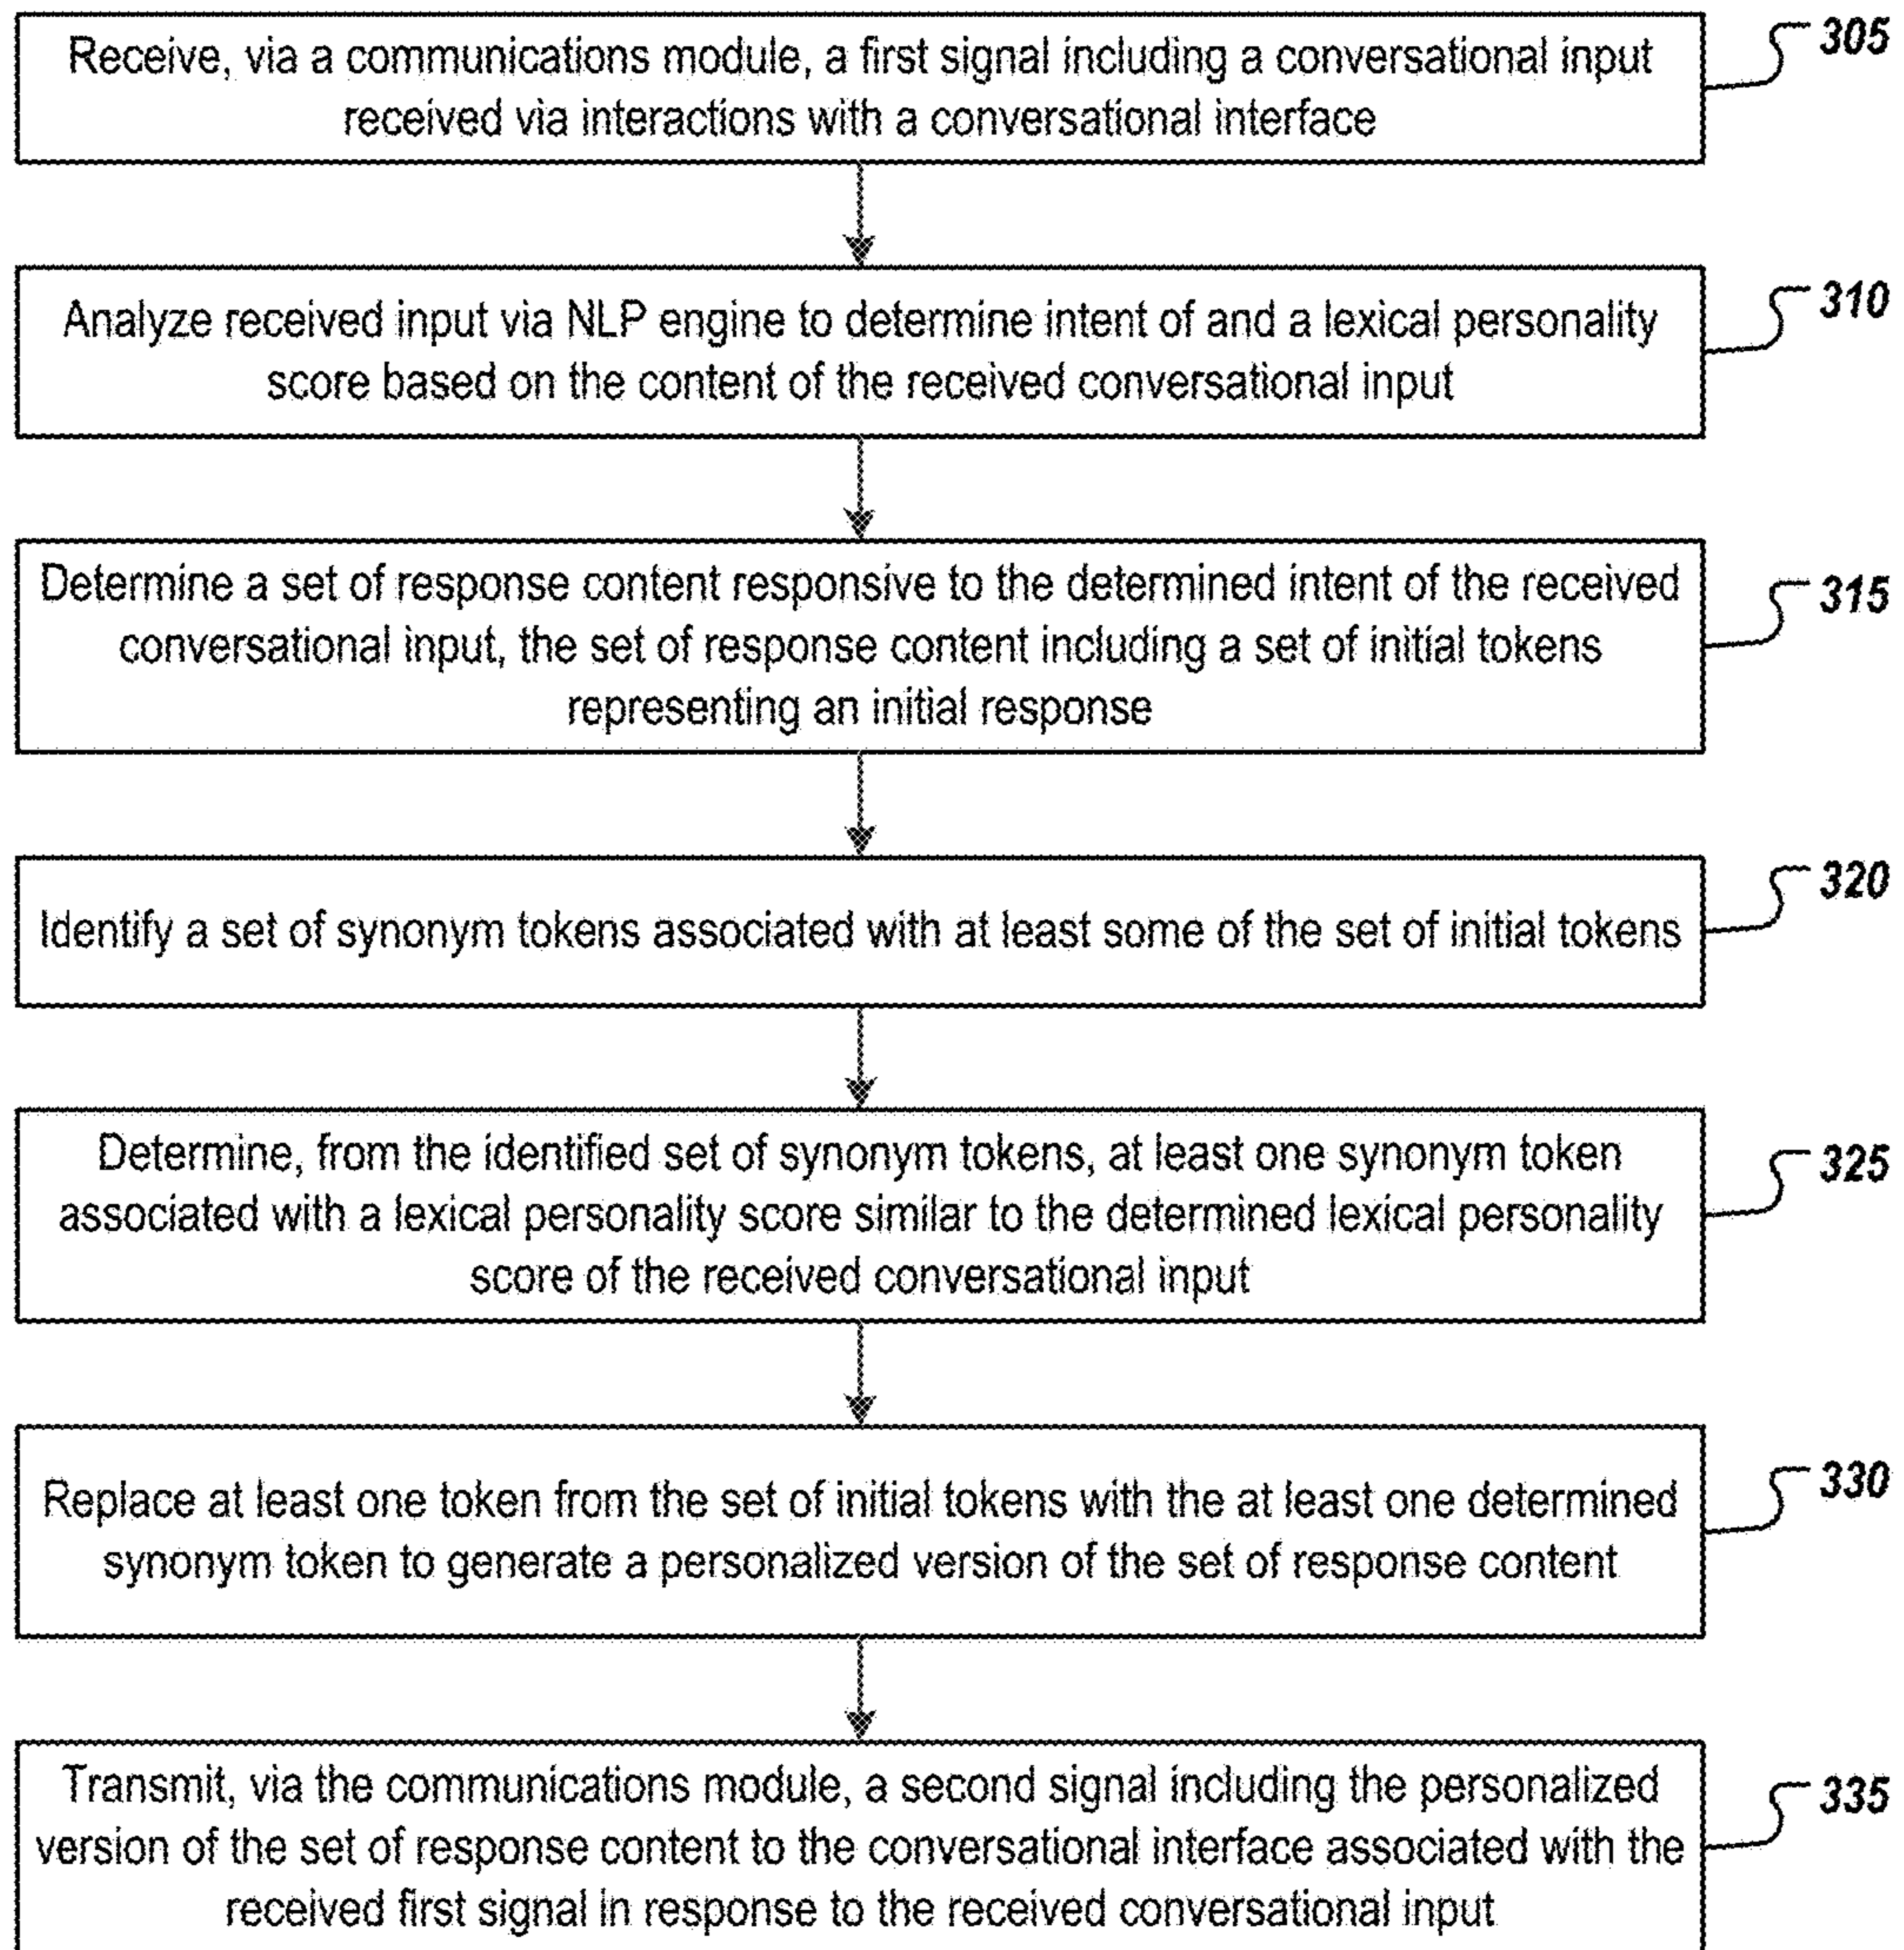 Receive, via a communications module, a first signal including a conversational input
received via interactions with a conversational interface
305
Analyze received input via NLP engine to determine intent of and a lexical personality
score based on the content of the received conversational input
310
Determine a set of response content responsive to the determined intent of the received
conversational input, the set of response content including a set of initial tokens
representing an initial response
315
Identify a set of synonym tokens associated with at least some of the set of initial tokens
320
Determine, from the identified set of synonym tokens, at least one synonym token
associated with a lexical personality score similar to the determined lexical personality
score of the received conversational input
325
Replace at least one token from the set of initial tokens with the at least one determined
synonym token to generate a personalized version of the set of response content
330
Transmit, via the communications module, a second signal including the personalized
version of the set of response content to the conversational interface associated with the
received first signal in response to the received conversational input
335